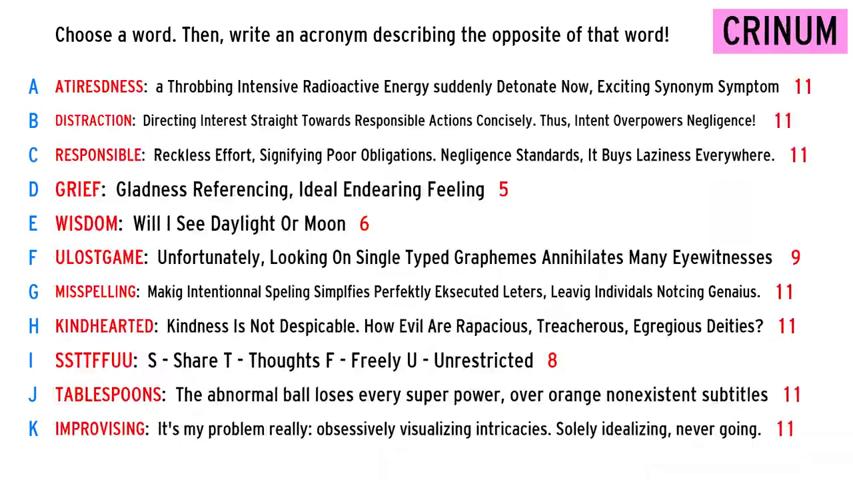 Choose a word. Then, write an acronym describing the opposite of that word!
CRINUM
A ATIRESDNESS: a Throbbing Intensive Radioactive Energy suddenly Detonate Now, Exciting Synonym Symptom 11
B DISTRACTION: Directing Interest Straight Towards Responsible Actions Concisely. Thus, Intent Overpowers Negligence! 11
C RESPONSIBLE: Reckless Effort, Signifying Poor Obligations. Negligence Standards, It Buys Laziness Everywhere. 11
D GRIEF: Gladness Referencing, Ideal Endearing Feeling 5
E WISDOM: Will I See Daylight Or Moon 6
F ULOSTGAME: Unfortunately, Looking On Single Typed Graphemes Annihilates Many Eyewitnesses 9
G MISSPELLING: Makig Intentionnal Speling Simplfies Perfektly Eksecuted Leters, Leavig Individals Notcing Genaius. 11
H KINDHEARTED: Kindness Is Not Despicable. How Evil Are Rapacious, Treacherous, Egregious Deities? 11
I SSTTFFUU: S - Share T - Thoughts F - Freely U - Unrestricted 8
J TABLESPOONS: The abnormal ball loses every super power, over orange nonexistent subtitles 11
K IMPROVISING: It's my problem really: obsessively visualizing intricacies. Solely idealizing, never going. 11